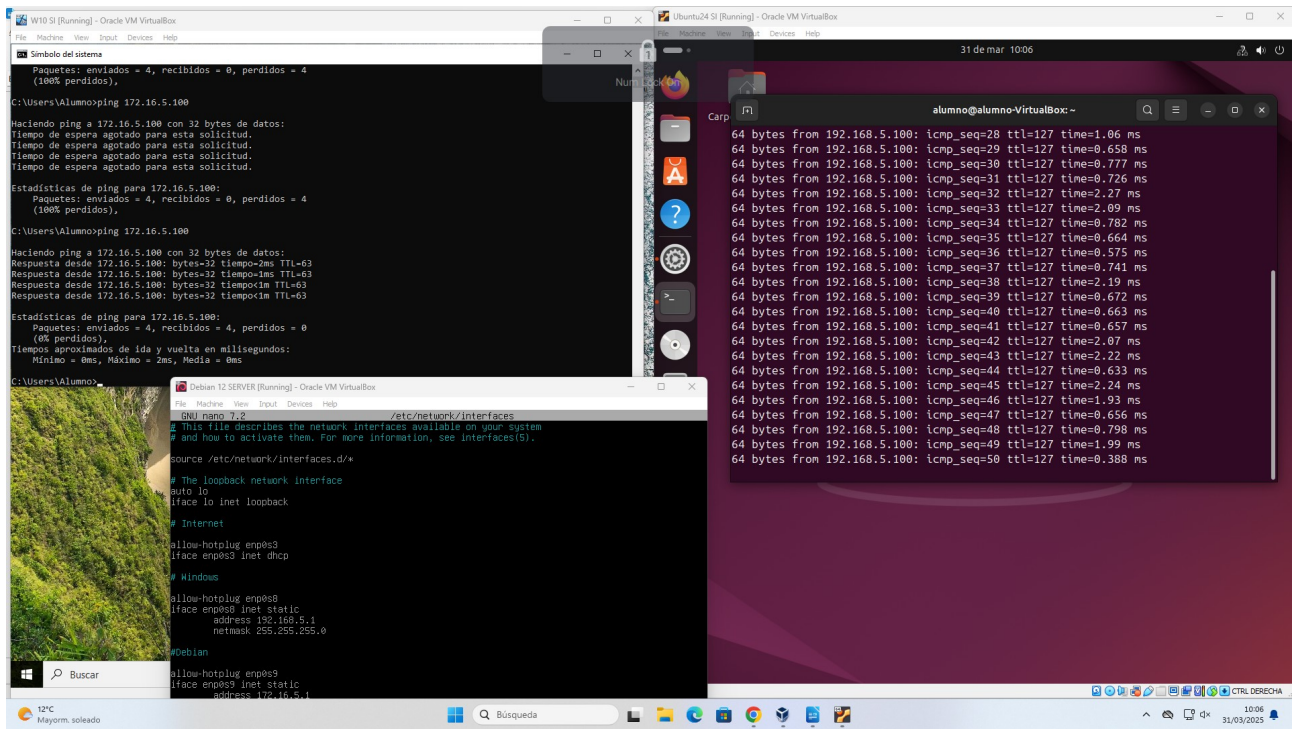 W10 SI [Running] - Oracle VM VirtualBox
File Machine View Input Devices Help
Símbolo del sistema
Paquetes: enviados = 4, recibidos = 0, perdidos = 4
(100% perdidos),
C:\Users\Alumno>ping 172.16.5.100
Haciendo ping a 172.16.5.100 con 32 bytes de datos:
Tiempo de espera agotado para esta solicitud.
Tiempo de espera agotado para esta solicitud.
Tiempo de espera agotado para esta solicitud.
Tiempo de espera agotado para esta solicitud.
Estadísticas de ping para 172.16.5.100:
Paquetes: enviados = 4, recibidos = 0, perdidos = 4
(100% perdidos),
C:\Users\Alumno>ping 172.16.5.100
Haciendo ping a 172.16.5.100 con 32 bytes de datos:
Respuesta desde 172.16.5.100: bytes=32 tiempo=2ms TTL=63
Respuesta desde 172.16.5.100: bytes=32 tiempo=1ms TTL=63
Respuesta desde 172.16.5.100: bytes=32 tiempo<1m TTL=63
Respuesta desde 172.16.5.100: bytes=32 tiempo<1m TTL=63
Estadísticas de ping para 172.16.5.100:
Paquetes: enviados = 4, recibidos = 4, perdidos = 0
(0% perdidos),
Tiempos aproximados de ida y vuelta en milisegundos:
Mínimo = 0ms, Máximo = 2ms, Media = 0ms
C:\Users\Alumno>_
Num Lock On
1
Debian 12 SERVER [Running] - Oracle VM VirtualBox
File Machine View Input Devices Help
GNU nano 7.2 /etc/network/interfaces
# This file describes the network interfaces available on your system
# and how to activate them. For more information, see interfaces(5).
source /etc/network/interfaces.d/*
# The loopback network interface
auto lo
iface lo inet loopback
# Internet
allow-hotplug enp0s3
iface enp0s3 inet dhcp
# Windows
allow-hotplug enp0s8
iface enp0s8 inet static
address 192.168.5.1
netmask 255.255.255.0
#Debian
allow-hotplug enp0s9
iface enp0s9 inet static
address 172.16.5.1
Buscar
Ubuntu24 SI [Running] - Oracle VM VirtualBox
File Machine View Input Devices Help
31 de mar 10:06
Carp
alumno@alumno-VirtualBox: ~
64 bytes from 192.168.5.100: icmp_seq=28 ttl=127 time=1.06 ms
64 bytes from 192.168.5.100: icmp_seq=29 ttl=127 time=0.658 ms
64 bytes from 192.168.5.100: icmp_seq=30 ttl=127 time=0.777 ms
64 bytes from 192.168.5.100: icmp_seq=31 ttl=127 time=0.726 ms
64 bytes from 192.168.5.100: icmp_seq=32 ttl=127 time=2.27 ms
64 bytes from 192.168.5.100: icmp_seq=33 ttl=127 time=2.09 ms
64 bytes from 192.168.5.100: icmp_seq=34 ttl=127 time=0.782 ms
64 bytes from 192.168.5.100: icmp_seq=35 ttl=127 time=0.664 ms
64 bytes from 192.168.5.100: icmp_seq=36 ttl=127 time=0.575 ms
64 bytes from 192.168.5.100: icmp_seq=37 ttl=127 time=0.741 ms
64 bytes from 192.168.5.100: icmp_seq=38 ttl=127 time=2.19 ms
64 bytes from 192.168.5.100: icmp_seq=39 ttl=127 time=0.672 ms
64 bytes from 192.168.5.100: icmp_seq=40 ttl=127 time=0.663 ms
64 bytes from 192.168.5.100: icmp_seq=41 ttl=127 time=0.657 ms
64 bytes from 192.168.5.100: icmp_seq=42 ttl=127 time=2.07 ms
64 bytes from 192.168.5.100: icmp_seq=43 ttl=127 time=2.22 ms
64 bytes from 192.168.5.100: icmp_seq=44 ttl=127 time=0.633 ms
64 bytes from 192.168.5.100: icmp_seq=45 ttl=127 time=2.24 ms
64 bytes from 192.168.5.100: icmp_seq=46 ttl=127 time=1.93 ms
64 bytes from 192.168.5.100: icmp_seq=47 ttl=127 time=0.656 ms
64 bytes from 192.168.5.100: icmp_seq=48 ttl=127 time=0.798 ms
64 bytes from 192.168.5.100: icmp_seq=49 ttl=127 time=1.99 ms
64 bytes from 192.168.5.100: icmp_seq=50 ttl=127 time=0.388 ms
CTRL DERECHA
12°C
Mayorm. soleado
Búsqueda
10:06
31/03/2025